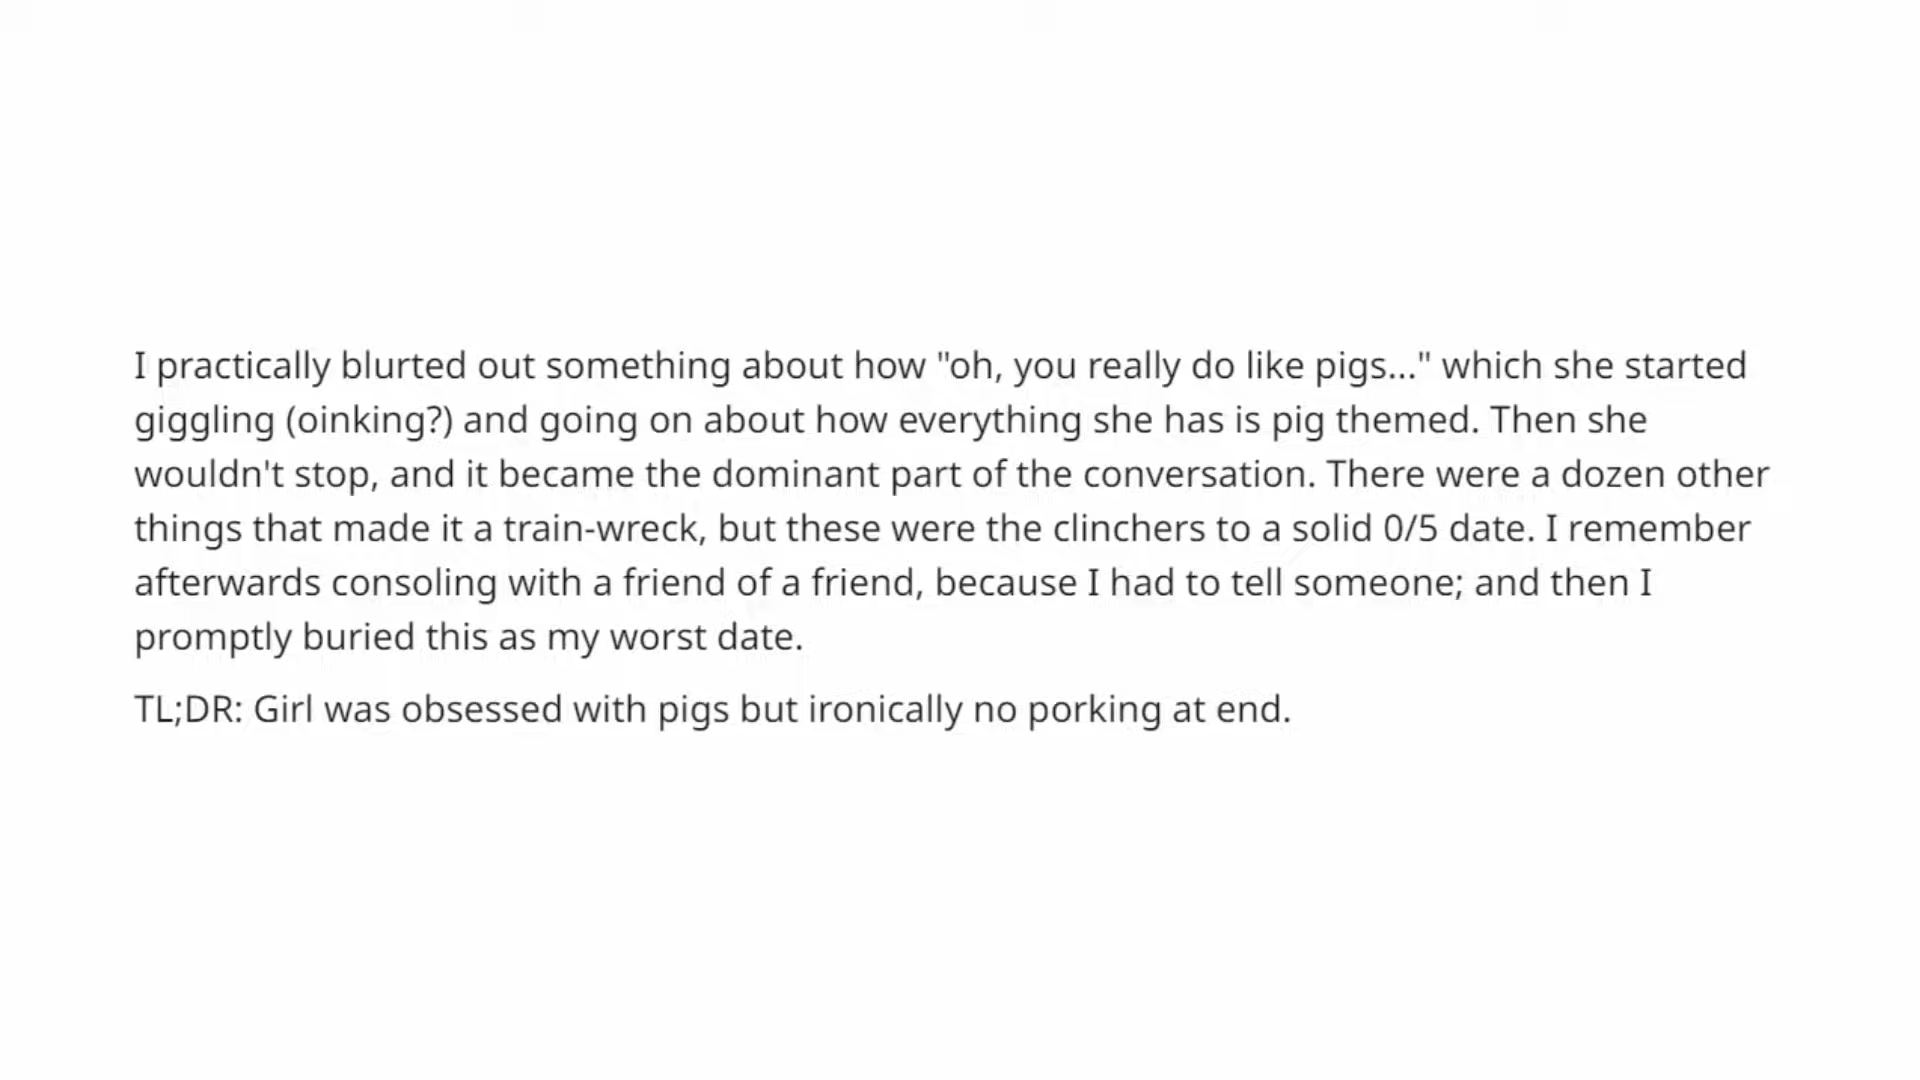 I practically blurted out something about how "oh, you really do like pigs..." which she started
giggling (oinking?) and going on about how everything she has is pig themed. Then she
wouldn't stop, and it became the dominant part of the conversation. There were a dozen other
things that made it a train-wreck, but these were the clinchers to a solid 0/5 date. I remember
afterwards consoling with a friend of a friend, because I had to tell someone; and then I
promptly buried this as my worst date.
TL;DR: Girl was obsessed with pigs but ironically no porking at end.